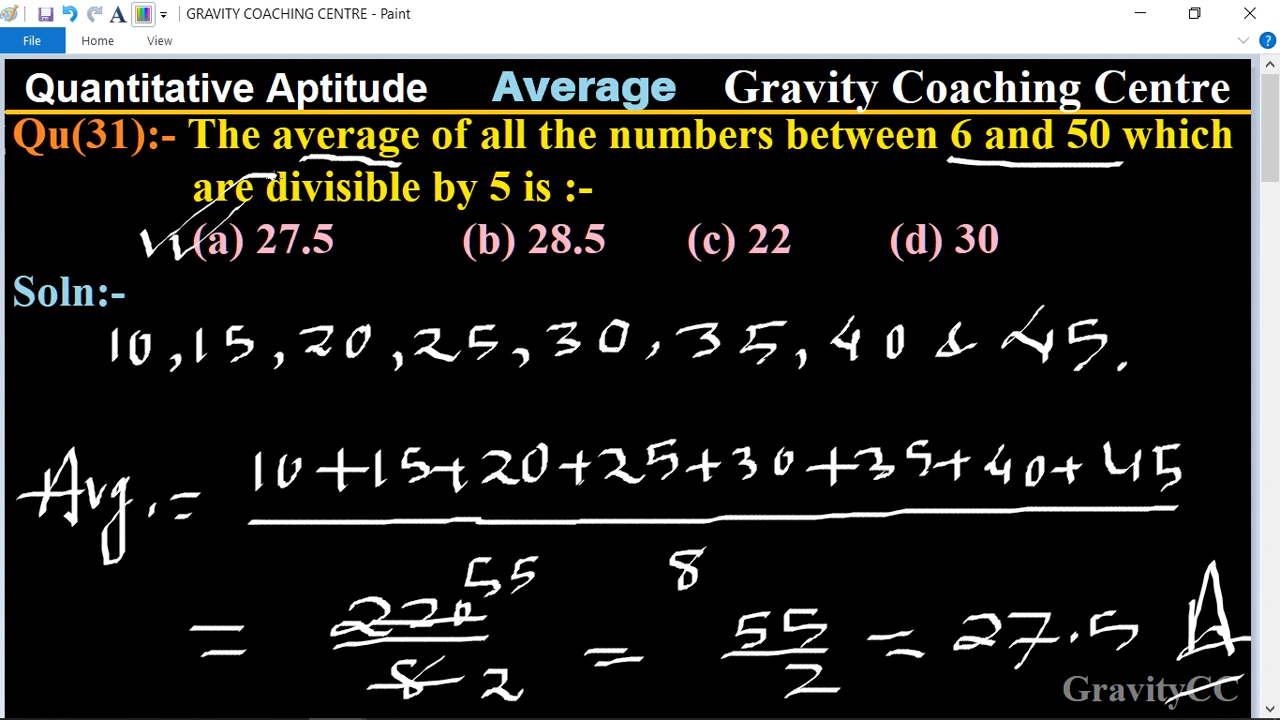 GRAVITY COACHING CENTRE - Paint
File Home View
Quantitative Aptitude Average Gravity Coaching Centre
Qu(31):- The average of all the numbers between 6 and 50 which
are divisible by 5 is :-
(a) 27.5 (b) 28.5 (c) 22 (d) 30
Soln:-
10, 15, 20, 25, 30, 35, 40 & 45.
Avg. = 10+15+20+25+30+35+40+45
8
55
= 220/8 2 = 55/2 = 27.5 A
GravityCC